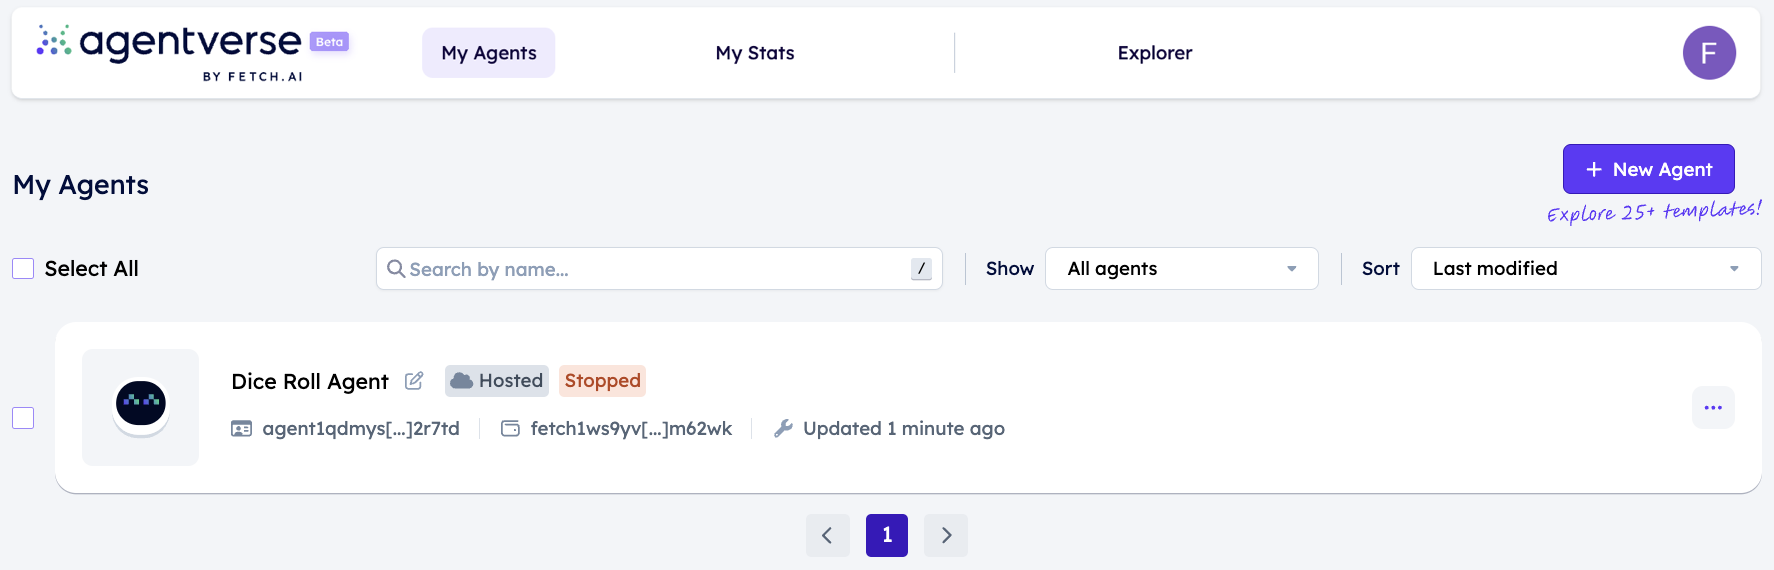 agentverse Beta
BY FETCH.AI
My Agents
My Stats
Explorer
F
My Agents
+ New Agent
Explore 25+ templates!
Select All
Search by name...
/
Show
All agents
Sort
Last modified
Dice Roll Agent
Hosted
Stopped
agent1qdmys[...]2r7td
fetch1ws9yv[...]m62wk
Updated 1 minute ago
1